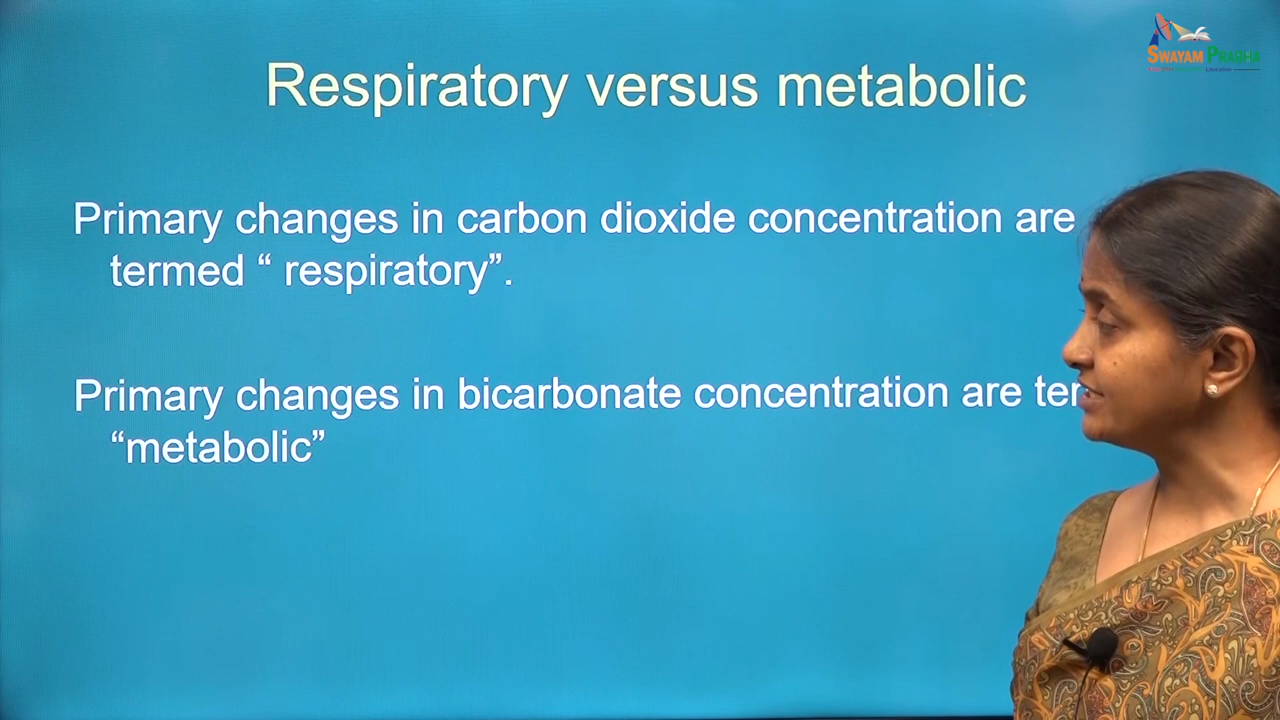 SWAYAM PRABHA
Respiratory versus metabolic
Primary changes in carbon dioxide concentration are
termed “ respiratory”.
Primary changes in bicarbonate concentration are
“metabolic”